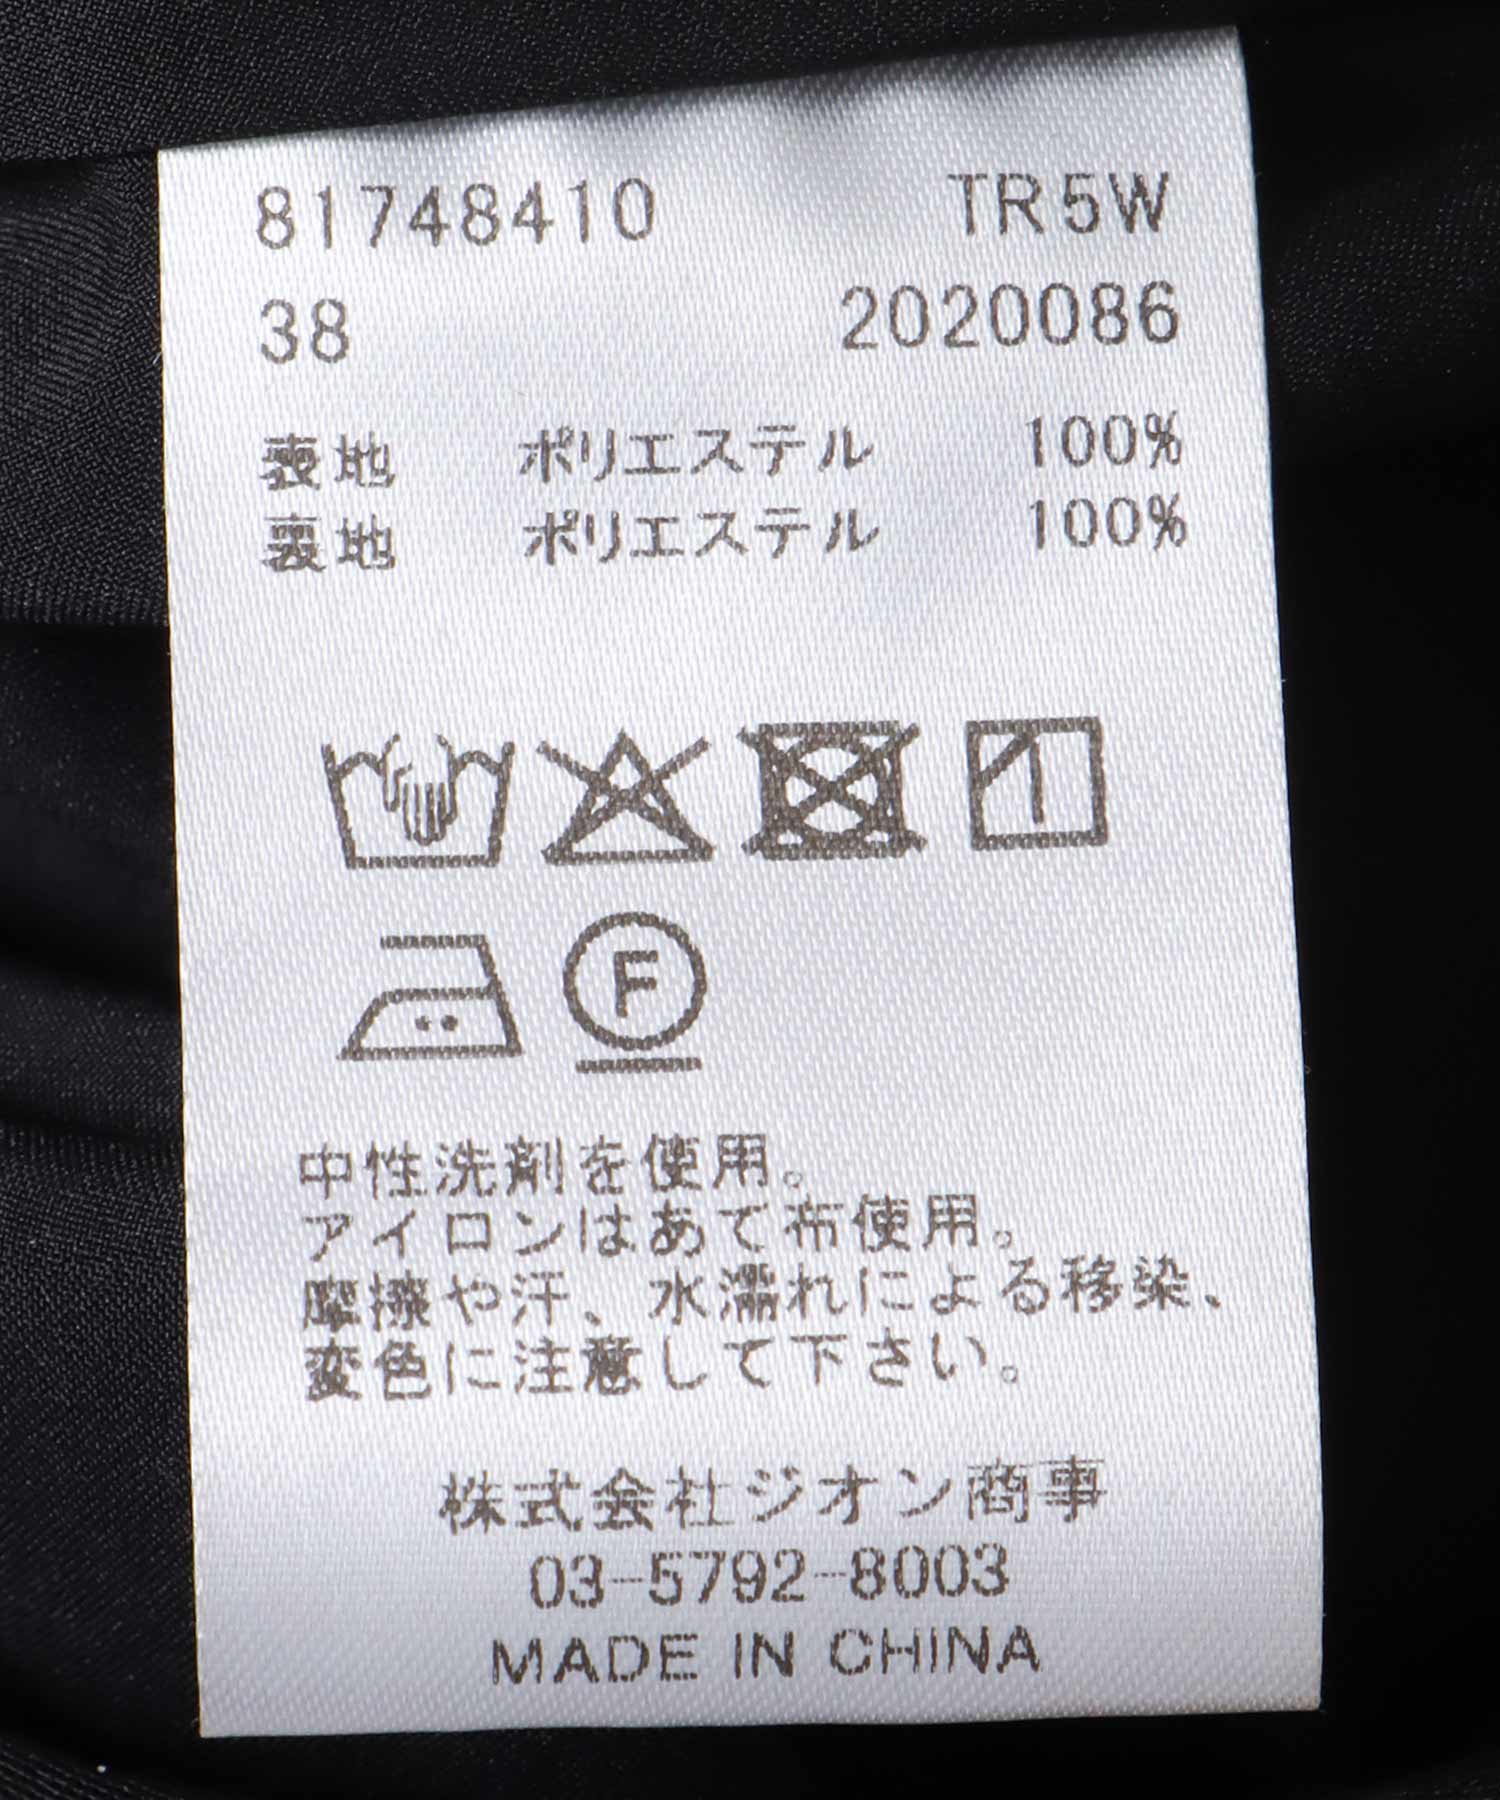 81748410 TR5W
38 2020086
表地 ポリエステル 100%
裏地 ポリエステル 100%
F
中性洗剤を使用。
アイロンはあて布使用。
摩擦や汗、水濡れによる移染、
変色に注意して下さい。
株式会社ジオン商事
03-5792-8003
MADE IN CHINA